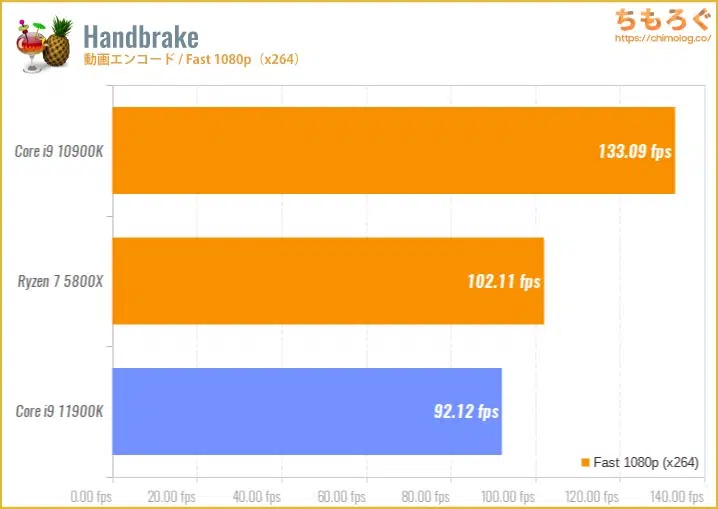 ちもろぐ
https://chimolog.co/
Handbrake
動画エンコード / Fast 1080p（x264）
Core i9 10900K
133.09 fps
Ryzen 7 5800X
102.11 fps
Core i9 11900K
92.12 fps
Fast 1080p (x264)
0.00 fps 20.00 fps 40.00 fps 60.00 fps 80.00 fps 100.00 fps 120.00 fps 140.00 fps